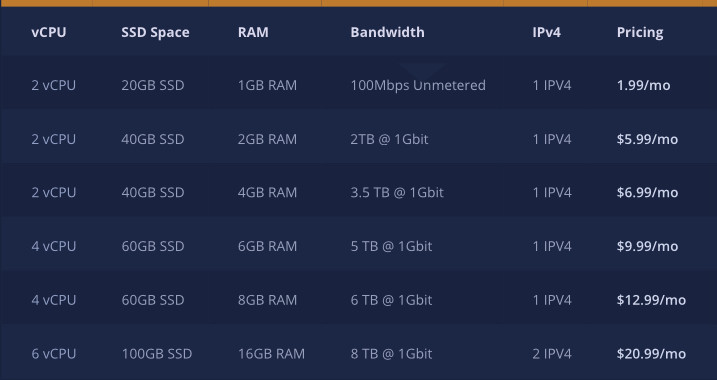 vCPU SSD Space RAM Bandwidth IPv4 Pricing
2 vCPU 20GB SSD 1GB RAM 100Mbps Unmetered 1 IPV4 1.99/mo
2 vCPU 40GB SSD 2GB RAM 2TB @ 1Gbit 1 IPV4 $5.99/mo
2 vCPU 40GB SSD 4GB RAM 3.5 TB @ 1Gbit 1 IPV4 $6.99/mo
4 vCPU 60GB SSD 6GB RAM 5 TB @ 1Gbit 1 IPV4 $9.99/mo
4 vCPU 60GB SSD 8GB RAM 6 TB @ 1Gbit 1 IPV4 $12.99/mo
6 vCPU 100GB SSD 16GB RAM 8 TB @ 1Gbit 2 IPV4 $20.99/mo